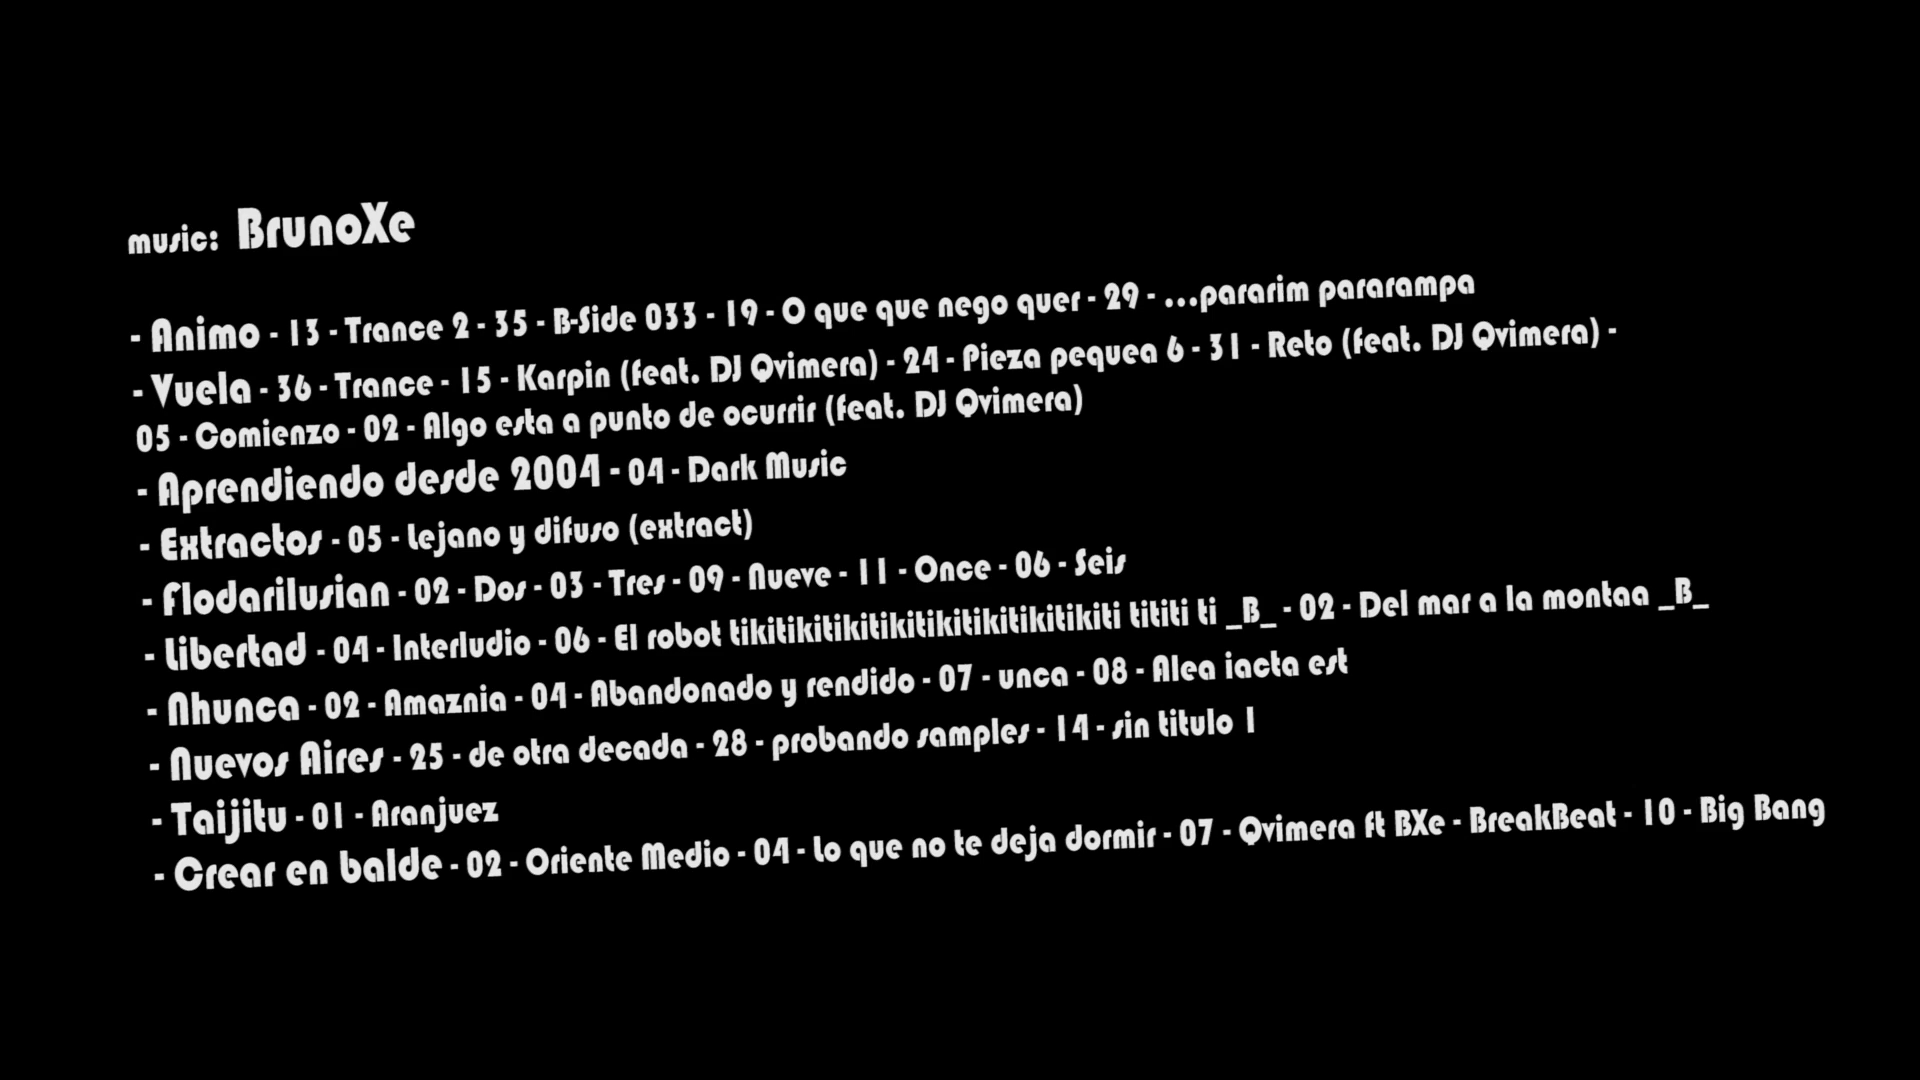 music: BrunoXe
- Animo - 13 - Trance 2 - 35 - B-Side 033 - 19 - O que que nego quer - 29 - ...pararim pararampa
- Vuela - 36 - Trance - 15 - Karpin (feat. DJ Qvimera) - 24 - Pieza pequea 6 - 31 - Reto (feat. DJ Qvimera) -
05 - Comienzo - 02 - Algo esta a punto de ocurrir (feat. DJ Qvimera)
- Aprendiendo desde 2004 - 04 - Dark Music
- Extractos - 05 - Lejano y difuso (extract)
- Flodarilusian - 02 - Dos - 03 - Tres - 09 - Nueve - 11 - Once - 06 - Seis
- Libertad - 04 - Interludio - 06 - El robot tikitikitikitikitikitikitikitikitikiti tititi ti _B_ - 02 - Del mar a la montaa _B_
- Nhunca - 02 - Amaznia - 04 - Abandonado y rendido - 07 - unca - 08 - Alea iacta est
- Nuevos Aires - 25 - de otra decada - 28 - probando samples - 14 - sin titulo 1
- Taijitu - 01 - Aranjuez
- Crear en balde - 02 - Oriente Medio - 04 - Lo que no te deja dormir - 07 - Qvimera ft BXe - BreakBeat - 10 - Big Bang